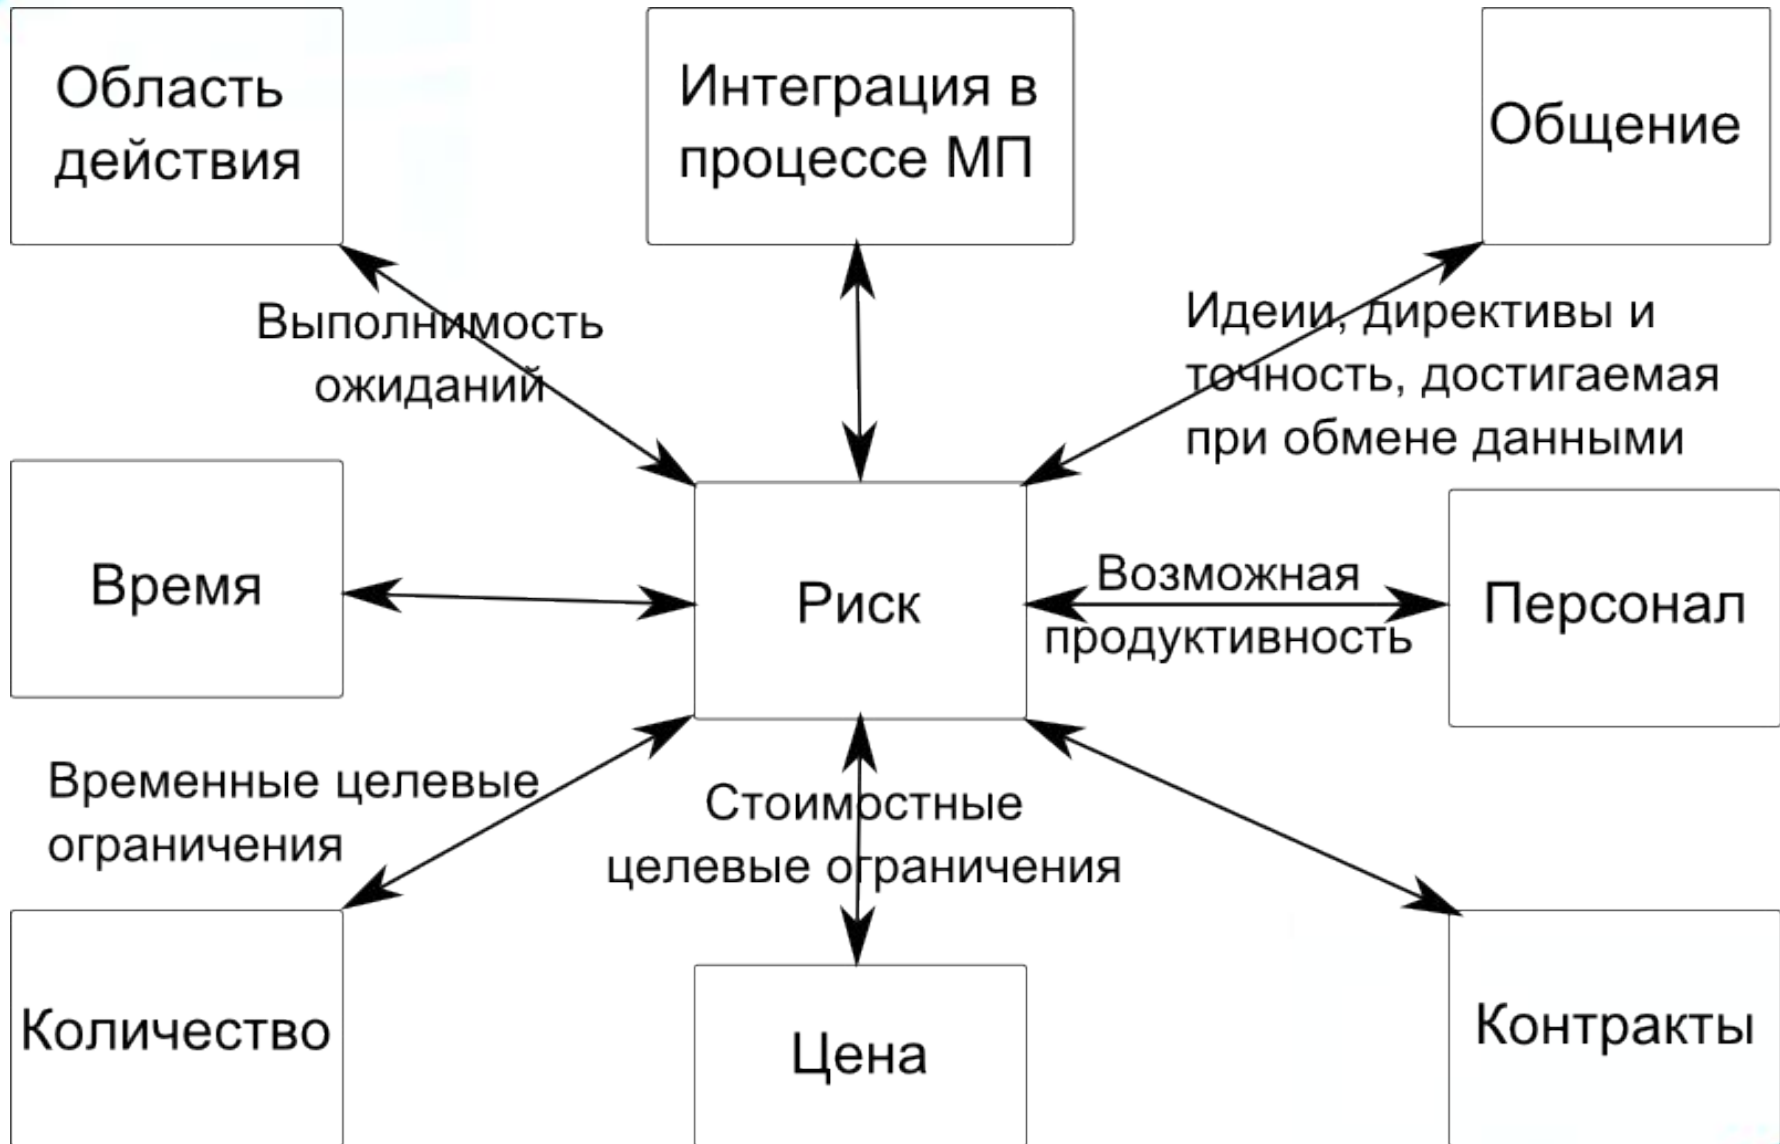 Область
действия
Интеграция в
процессе МП
Общение
Выполнимость
ожиданий
Идеии, директивы и
точность, достигаемая
при обмене данными
Время
Риск
Возможная
продуктивность
Персонал
Временные целевые
ограничения
Стоимостные
целевые ограничения
Количество
Цена
Контракты